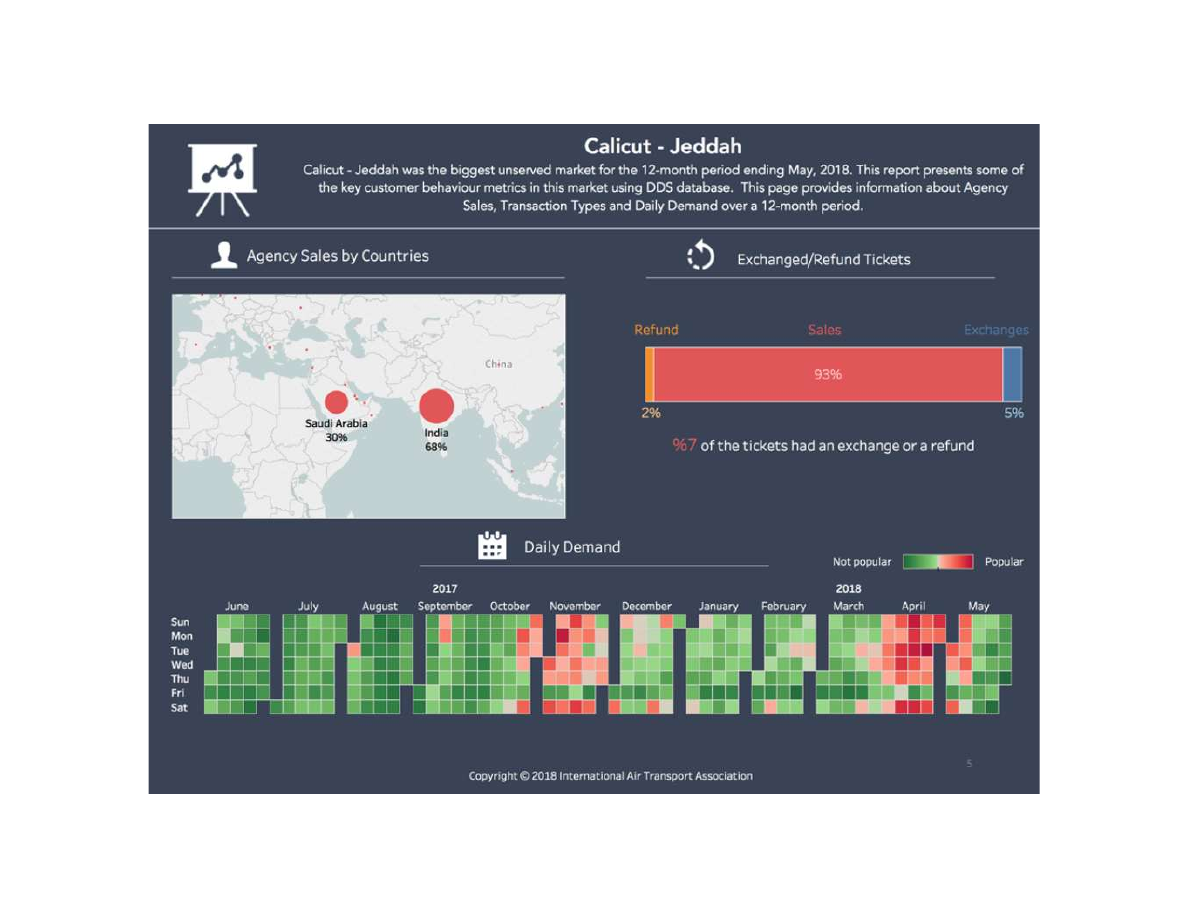 Calicut - Jeddah
Calicut - Jeddah was the biggest unserved market for the 12-month period ending May, 2018. This report presents some of
the key customer behaviour metrics in this market using DDS database. This page provides information about Agency
Sales, Transaction Types and Daily Demand over a 12-month period.
Agency Sales by Countries
Exchanged/Refund Tickets
China
Saudi Arabia
30%
India
68%
Refund Sales Exchanges
93%
2% 5%
%7 of the tickets had an exchange or a refund
Daily Demand
Not popular Popular
2017 2018
June July August September October November December January February March April May
Sun
Mon
Tue
Wed
Thu
Fri
Sat
5
Copyright © 2018 International Air Transport Association